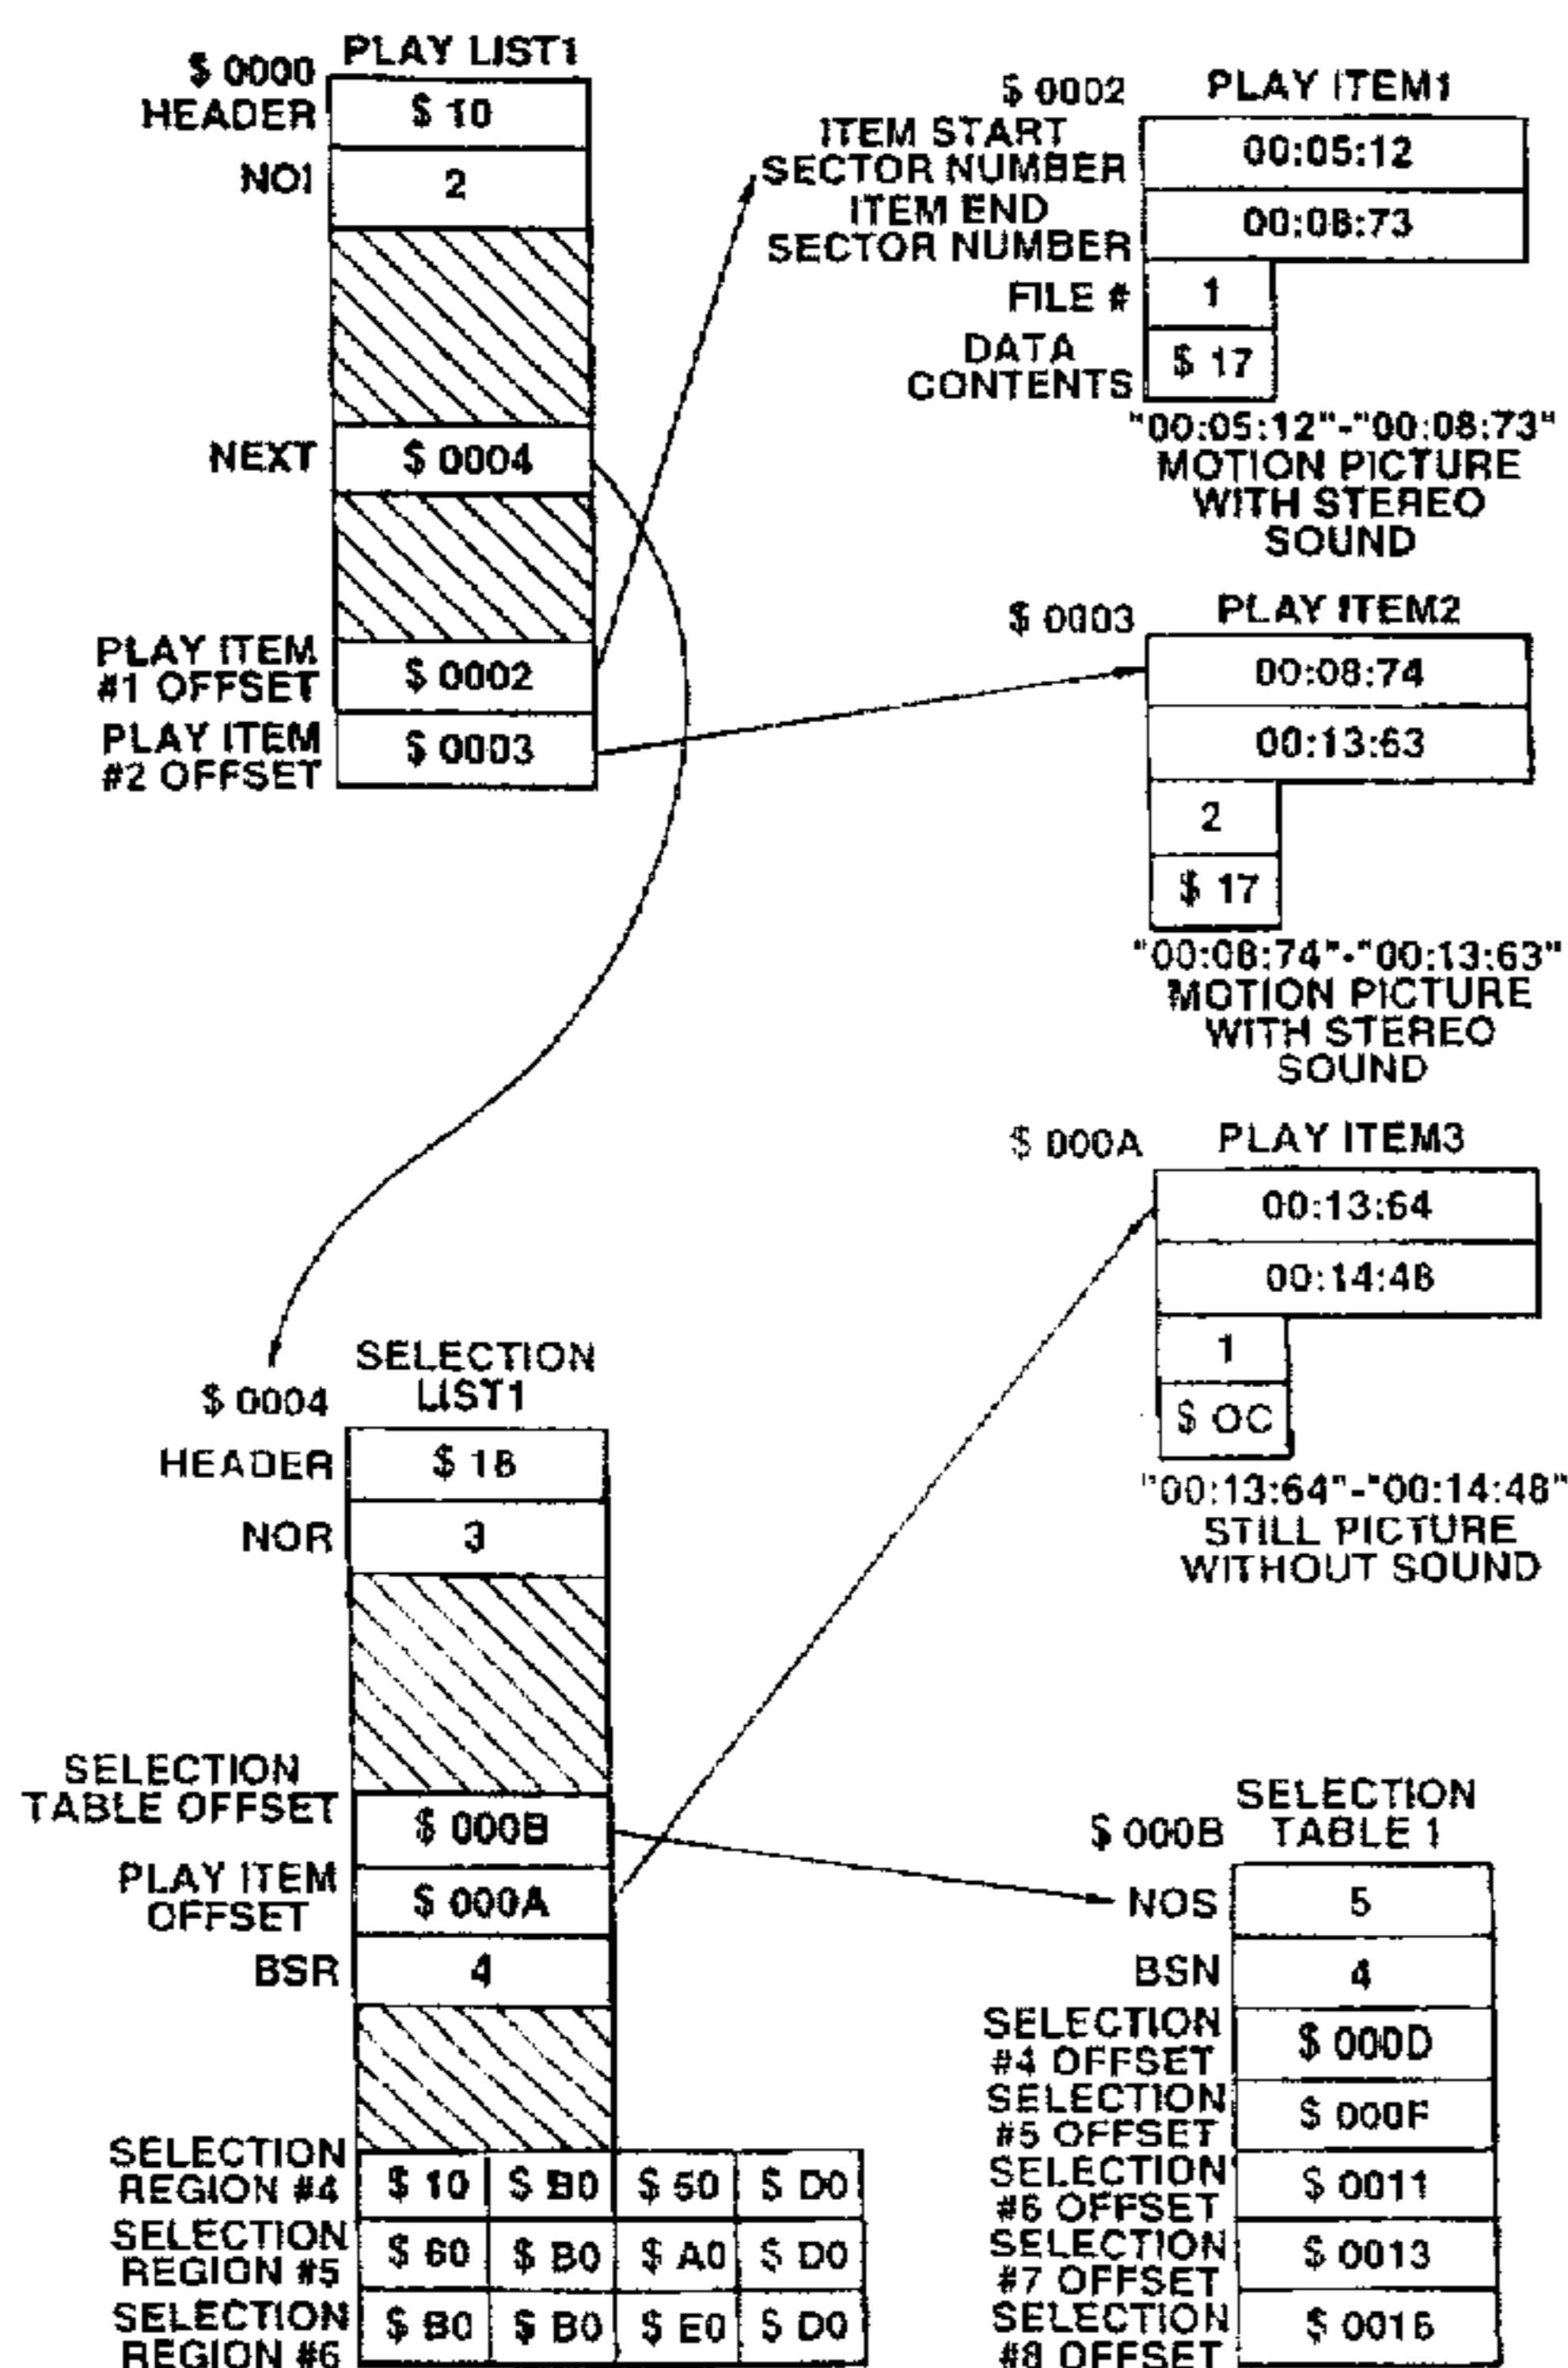 PLAY LIST1
$ 0000
HEADER $ 10
NOI 2
NEXT $ 0004
PLAY ITEM
#1 OFFSET $ 0002
PLAY ITEM
#2 OFFSET $ 0003
$ 0002 PLAY ITEM1
ITEM START
SECTOR NUMBER 00:05:12
ITEM END
SECTOR NUMBER 00:08:73
FILE # 1
DATA
CONTENTS $ 17
"00:05:12"-"00:08:73"
MOTION PICTURE
WITH STEREO
SOUND
$ 0003 PLAY ITEM2
00:08:74
00:13:63
2
$ 17
"00:08:74"-"00:13:63"
MOTION PICTURE
WITH STEREO
SOUND
$ 000A PLAY ITEM3
00:13:64
00:14:48
1
$ 0C
"00:13:64"-"00:14:48"
STILL PICTURE
WITHOUT SOUND
SELECTION
LIST1
$ 0004
HEADER
NOR 3
SELECTION
TABLE OFFSET $ 000B
PLAY ITEM
OFFSET $ 000A
BSR 4
SELECTION
REGION #4 $ 10 $ B0 $ 50 $ D0
SELECTION
REGION #5 $ 60 $ B0 $ A0 $ D0
SELECTION
REGION #6 $ B0 $ B0 $ E0 $ D0
SELECTION
TABLE 1
$ 000B
NOS 5
BSN 4
SELECTION
#4 OFFSET $ 000D
SELECTION
#5 OFFSET $ 000F
SELECTION
#6 OFFSET $ 0011
SELECTION
#7 OFFSET $ 0013
SELECTION
#8 OFFSET